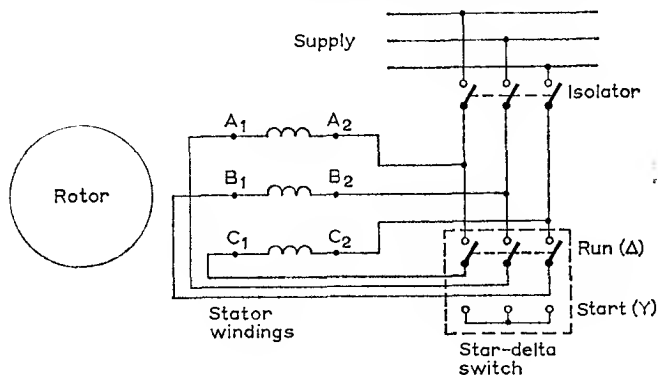 Supply
Isolator
A1
A2
Rotor
B1
B2
C1
C2
Run (Δ)
Start (Y)
Stator
windings
Star-delta
switch